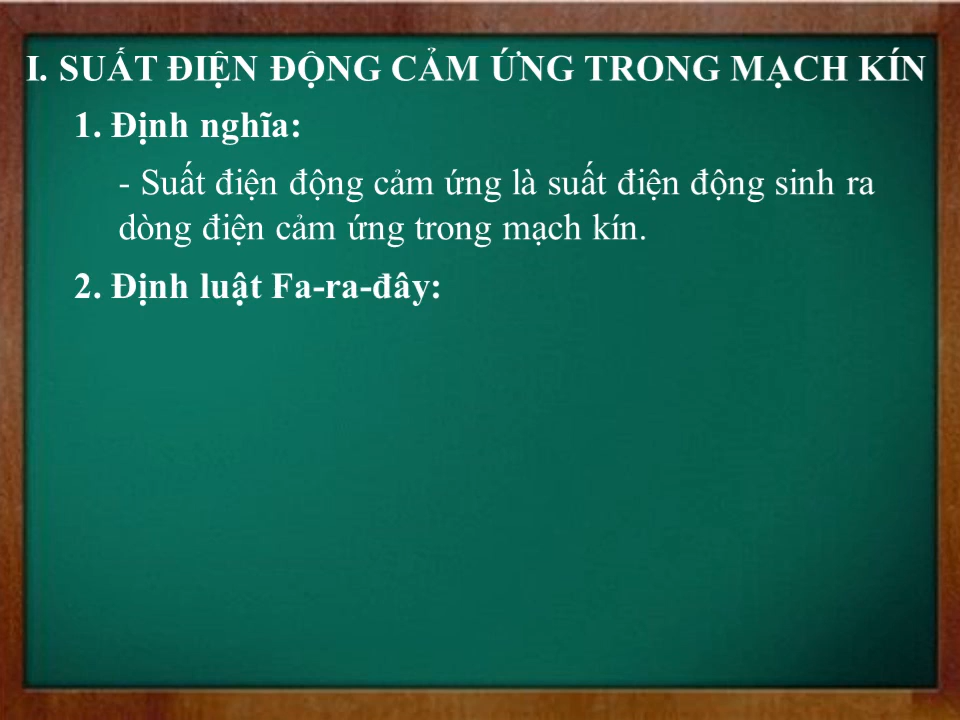 I. SUẤT ĐIỆN ĐỘNG CẢM ỨNG TRONG MẠCH KÍN
1. Định nghĩa:
- Suất điện động cảm ứng là suất điện động sinh ra
dòng điện cảm ứng trong mạch kín.
2. Định luật Fa-ra-đây: